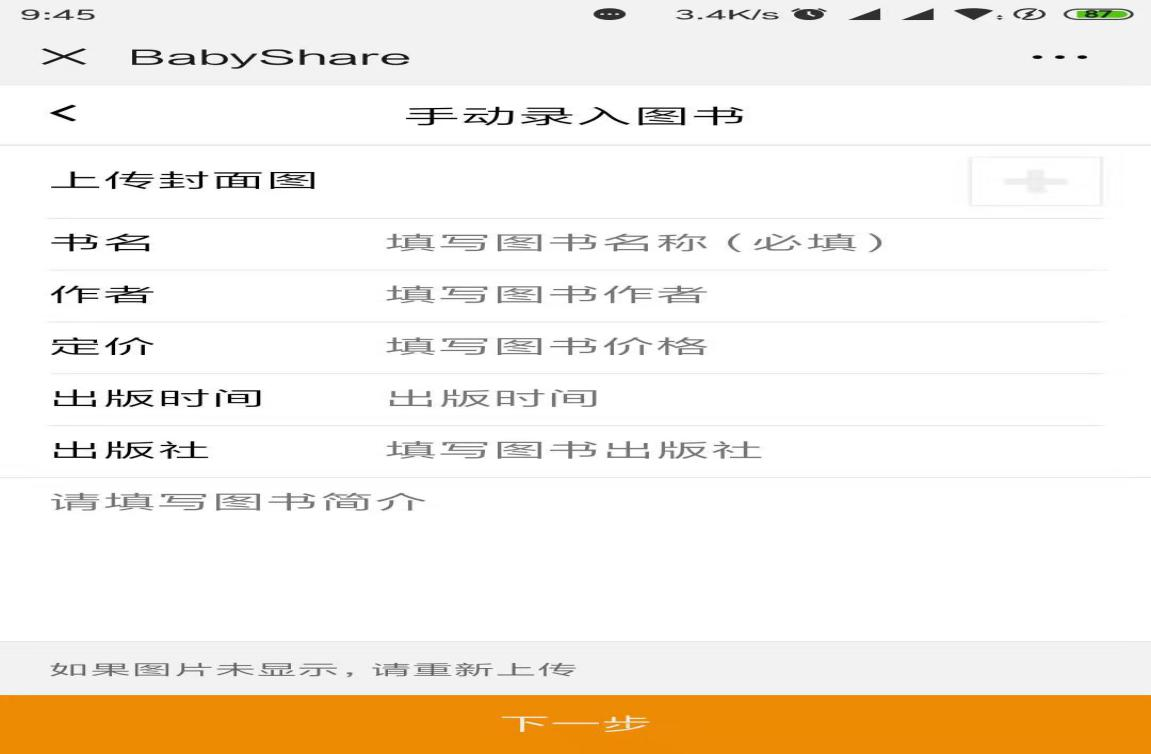 9:45 3.4K/s 87
BabyShare
手动录入图书
上传封面图
书名 填写图书名称（必填）
作者 填写图书作者
定价 填写图书价格
出版时间 出版时间
出版社 填写图书出版社
请填写图书简介
如果图片未显示，请重新上传
下一步